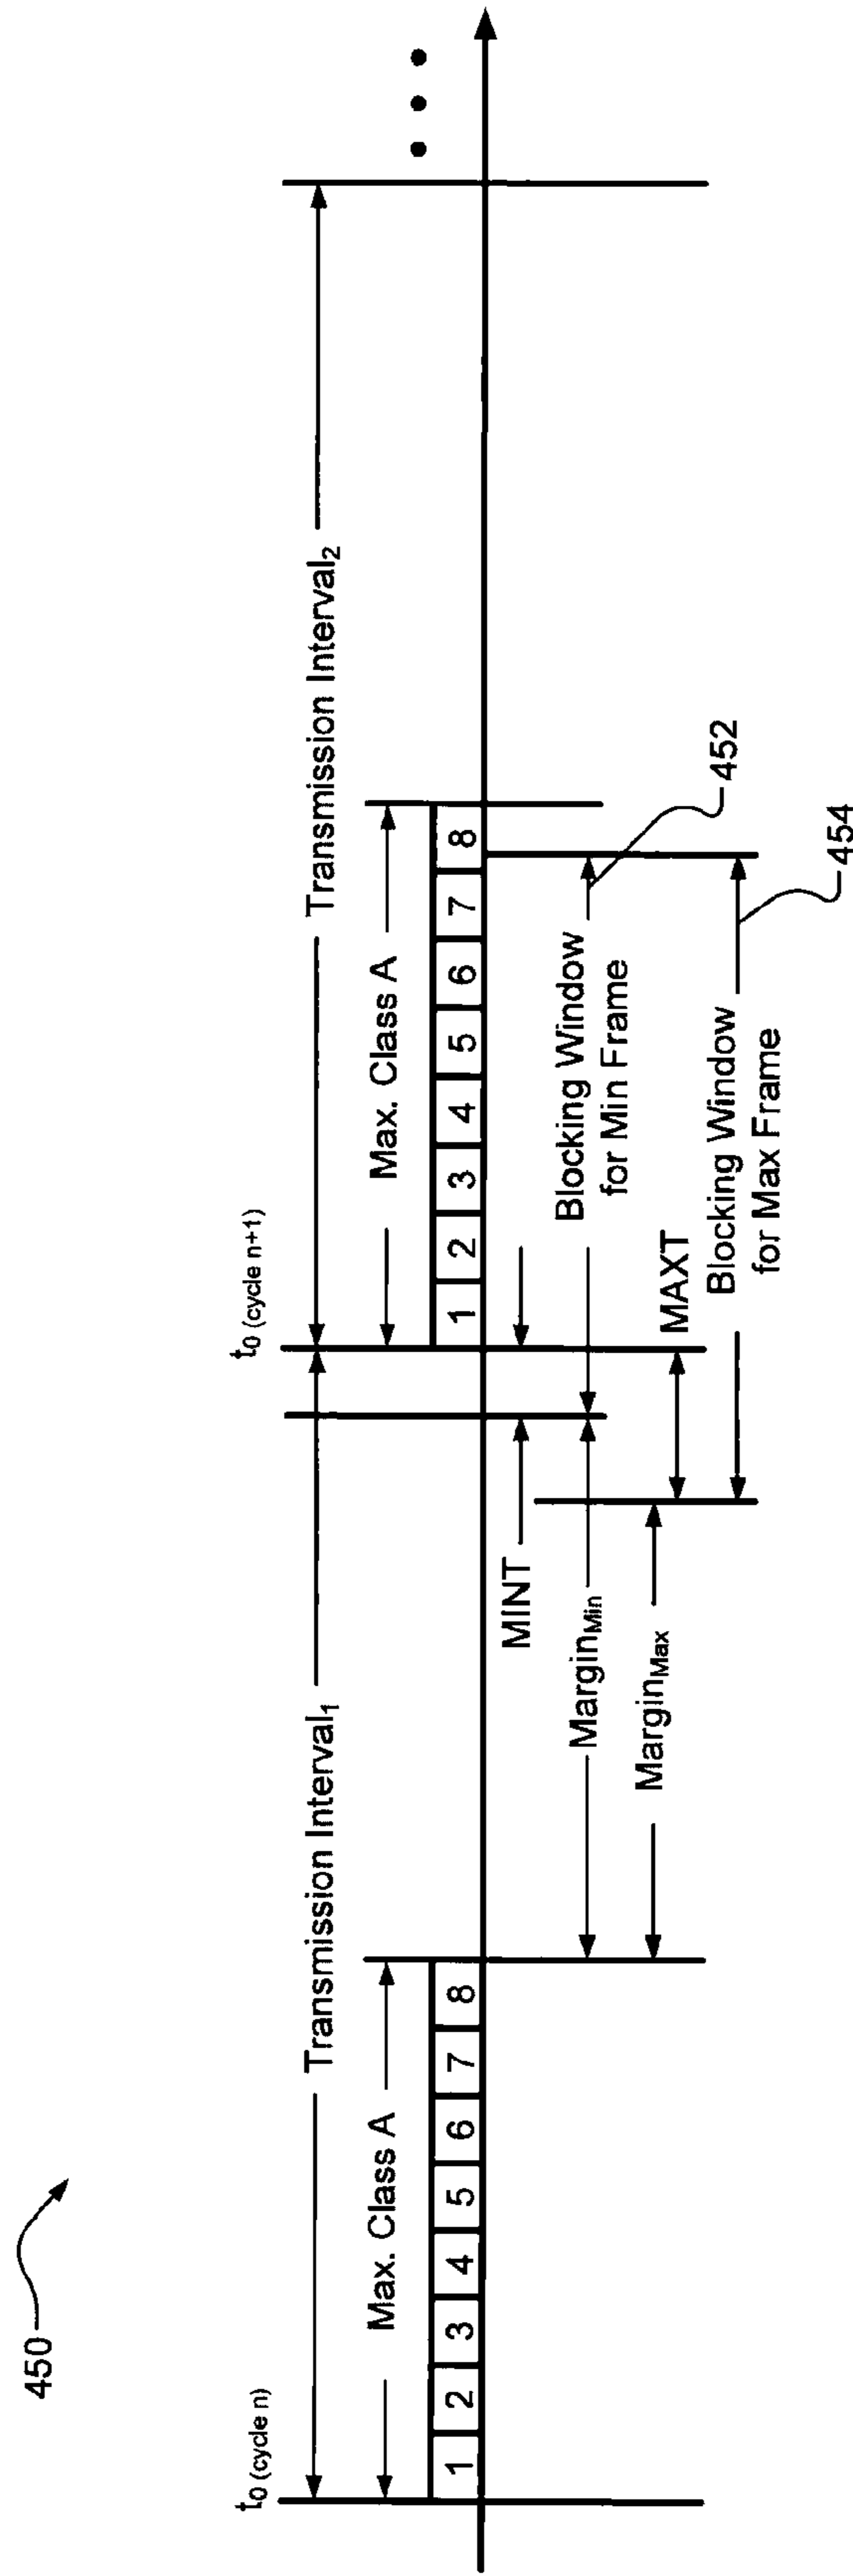 450
t0 (cycle n)
t0 (cycle n+1)
Transmission Interval1
Transmission Interval2
Max. Class A
Max. Class A
1 2 3 4 5 6 7 8
1 2 3 4 5 6 7 8
MINT
MarginMin
Blocking Window
for Min Frame
452
MarginMax
MAXT
Blocking Window
for Max Frame
454